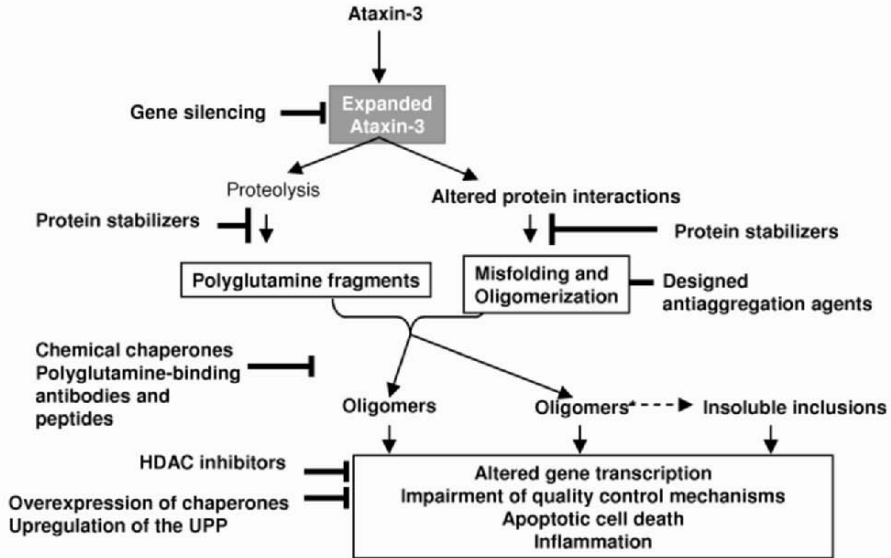 Ataxin-3
Gene silencing
Expanded
Ataxin-3
Proteolysis
Altered protein interactions
Protein stabilizers
Protein stabilizers
Polyglutamine fragments
Misfolding and
Oligomerization
Designed
antiaggregation agents
Chemical chaperones
Polyglutamine-binding
antibodies and
peptides
Oligomers
Oligomers
Insoluble inclusions
HDAC inhibitors
Overexpression of chaperones
Upregulation of the UPP
Altered gene transcription
Impairment of quality control mechanisms
Apoptotic cell death
Inflammation